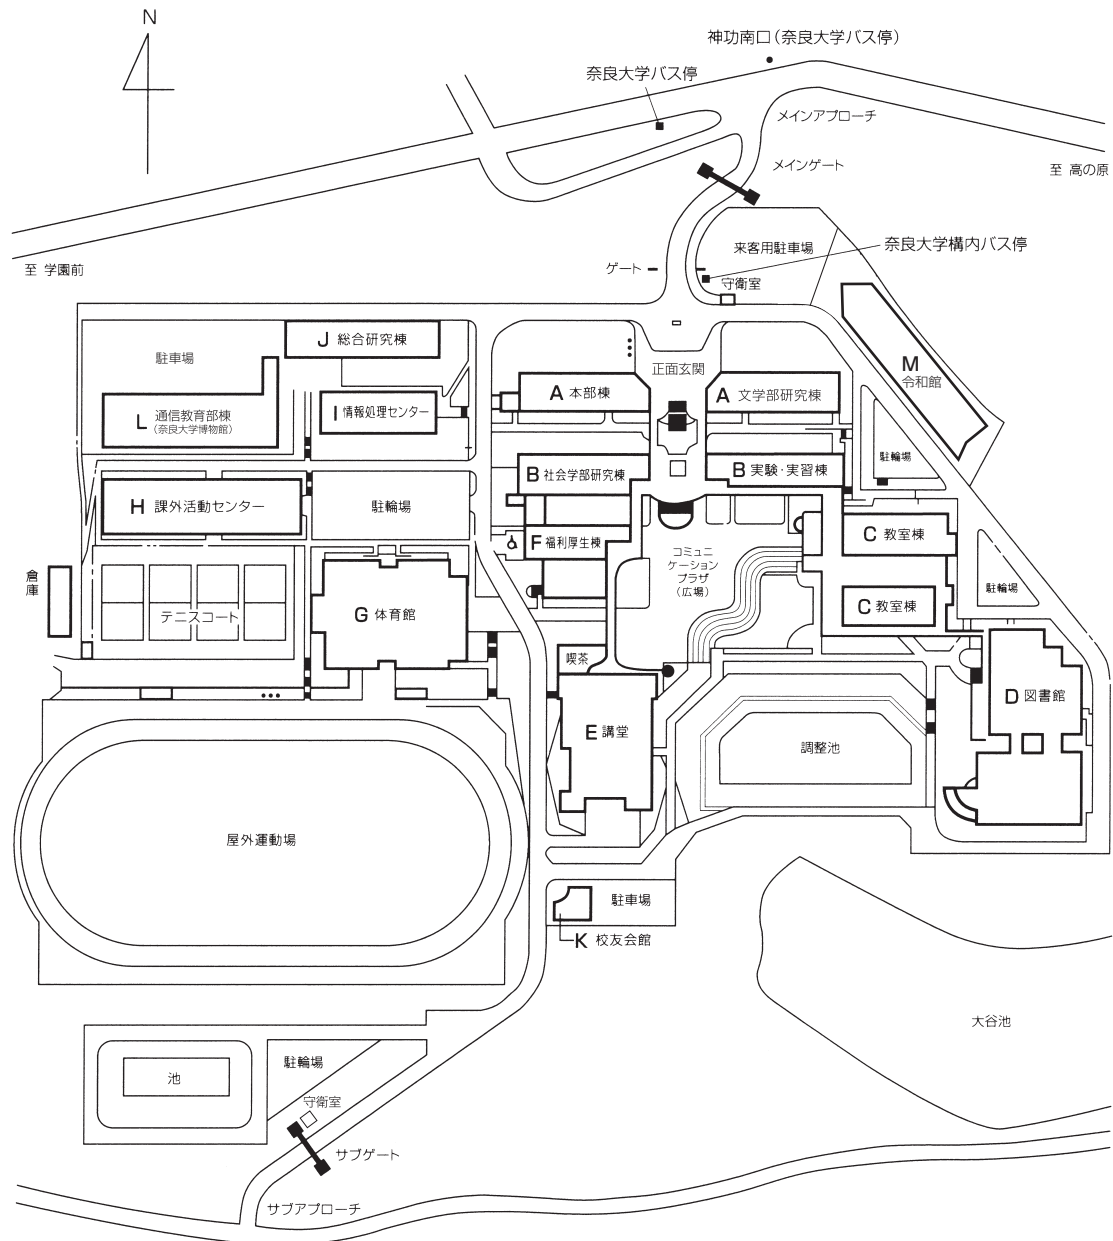 N
神功南口(奈良大学バス停)
奈良大学バス停
メインアプローチ
メインゲート
至 高の原
至 学園前
来客用駐車場
奈良大学構内バス停
ゲート
守衛室
J 総合研究棟
駐車場
正面玄関
M
令和館
A 本部棟
A 文学部研究棟
L 通信教育部棟
(奈良大学博物館)
I 情報処理センター
駐輪場
B 社会学部研究棟
B 実験・実習棟
H 課外活動センター
駐輪場
F 福利厚生棟
C 教室棟
コミュニ
ケーション
プラザ
(広場)
倉庫
テニスコート
G 体育館
C 教室棟
駐輪場
喫茶
D 図書館
E 講堂
調整池
屋外運動場
駐車場
K 校友会館
大谷池
池
駐輪場
守衛室
サブゲート
サブアプローチ